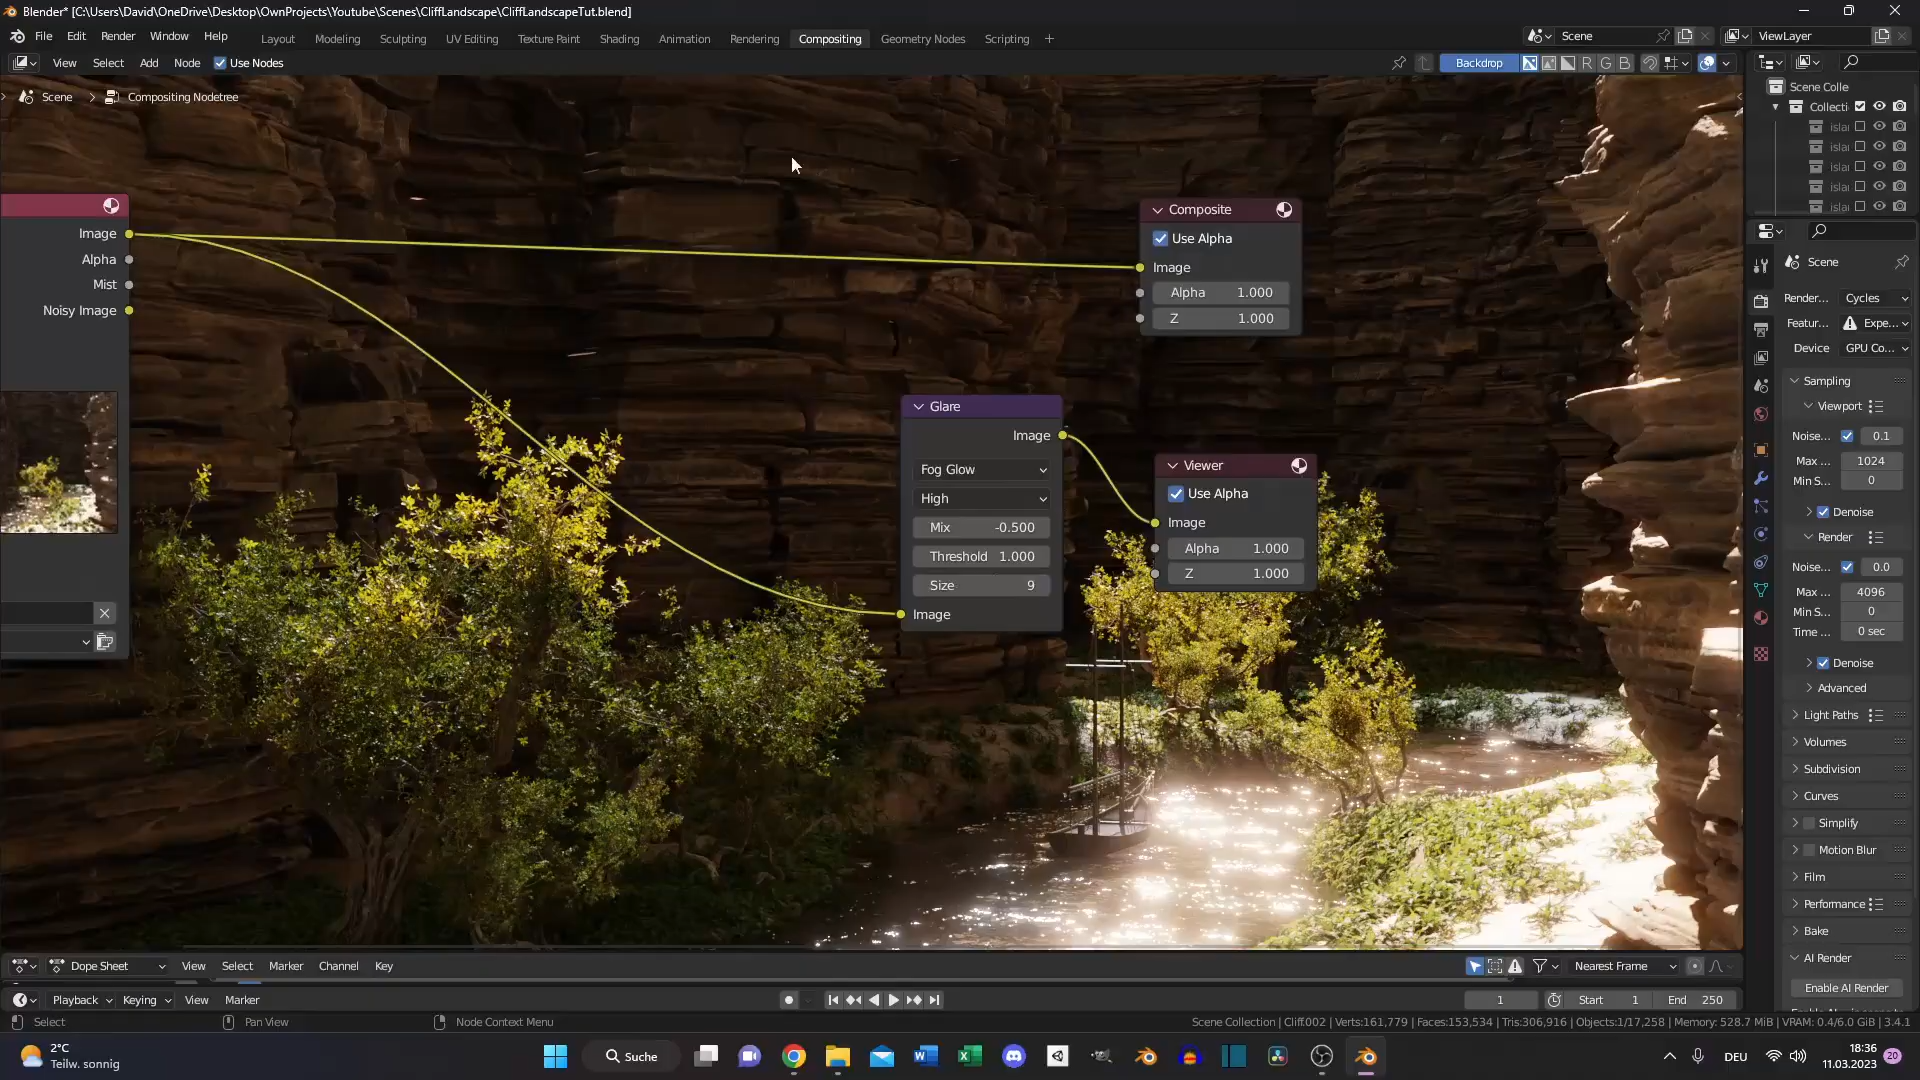 Blender* [C:\Users\David\OneDrive\Desktop\OwnProjects\Youtube\Scenes\CliffLandscape\CliffLandscapeTut.blend]
File Edit Render Window Help
Layout Modeling Sculpting UV Editing Texture Paint Shading Animation Rendering Compositing Geometry Nodes Scripting +
Scene
ViewLayer
View Select Add Node Use Nodes
Backdrop
R G B
Scene > Compositing Nodetree
Scene Colle
Collecti
isla
isla
isla
isla
isla
Image
Alpha
Mist
Noisy Image
Composite
Use Alpha
Image
Alpha 1.000
Z 1.000
Glare
Image
Fog Glow
High
Mix -0.500
Threshold 1.000
Size 9
Image
Viewer
Use Alpha
Image
Alpha 1.000
Z 1.000
Scene
Render... Cycles
Featur... Expe...
Device GPU Co...
Sampling
Viewport
Noise... 0.1
Max ... 1024
Min S... 0
Denoise
Render
Noise... 0.0
Max ... 4096
Min S... 0
Time ... 0 sec
Denoise
Advanced
Light Paths
Volumes
Subdivision
Curves
Simplify
Motion Blur
Film
Performance
Bake
AI Render
Enable AI Render
Dope Sheet View Select Marker Channel Key
Nearest Frame
Playback Keying View Marker
1 Start 1 End 250
Select
Pan View
Node Context Menu
Scene Collection | Cliff.002 | Verts:161,779 | Faces:153,534 | Tris:306,916 | Objects:1/17,258 | Memory: 528.7 MiB | VRAM: 0.4/6.0 GiB | 3.4.1
2°C
Teilw. sonnig
Suche
DEU
18:36
11.03.2023
20